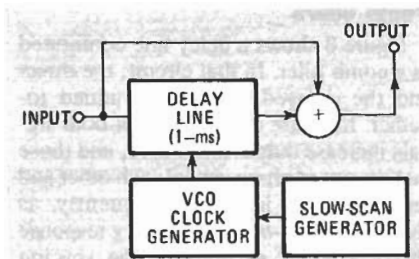 OUTPUT
INPUT
DELAY
LINE
(1-ms)
+
VCO
CLOCK
GENERATOR
SLOW-SCAN
GENERATOR